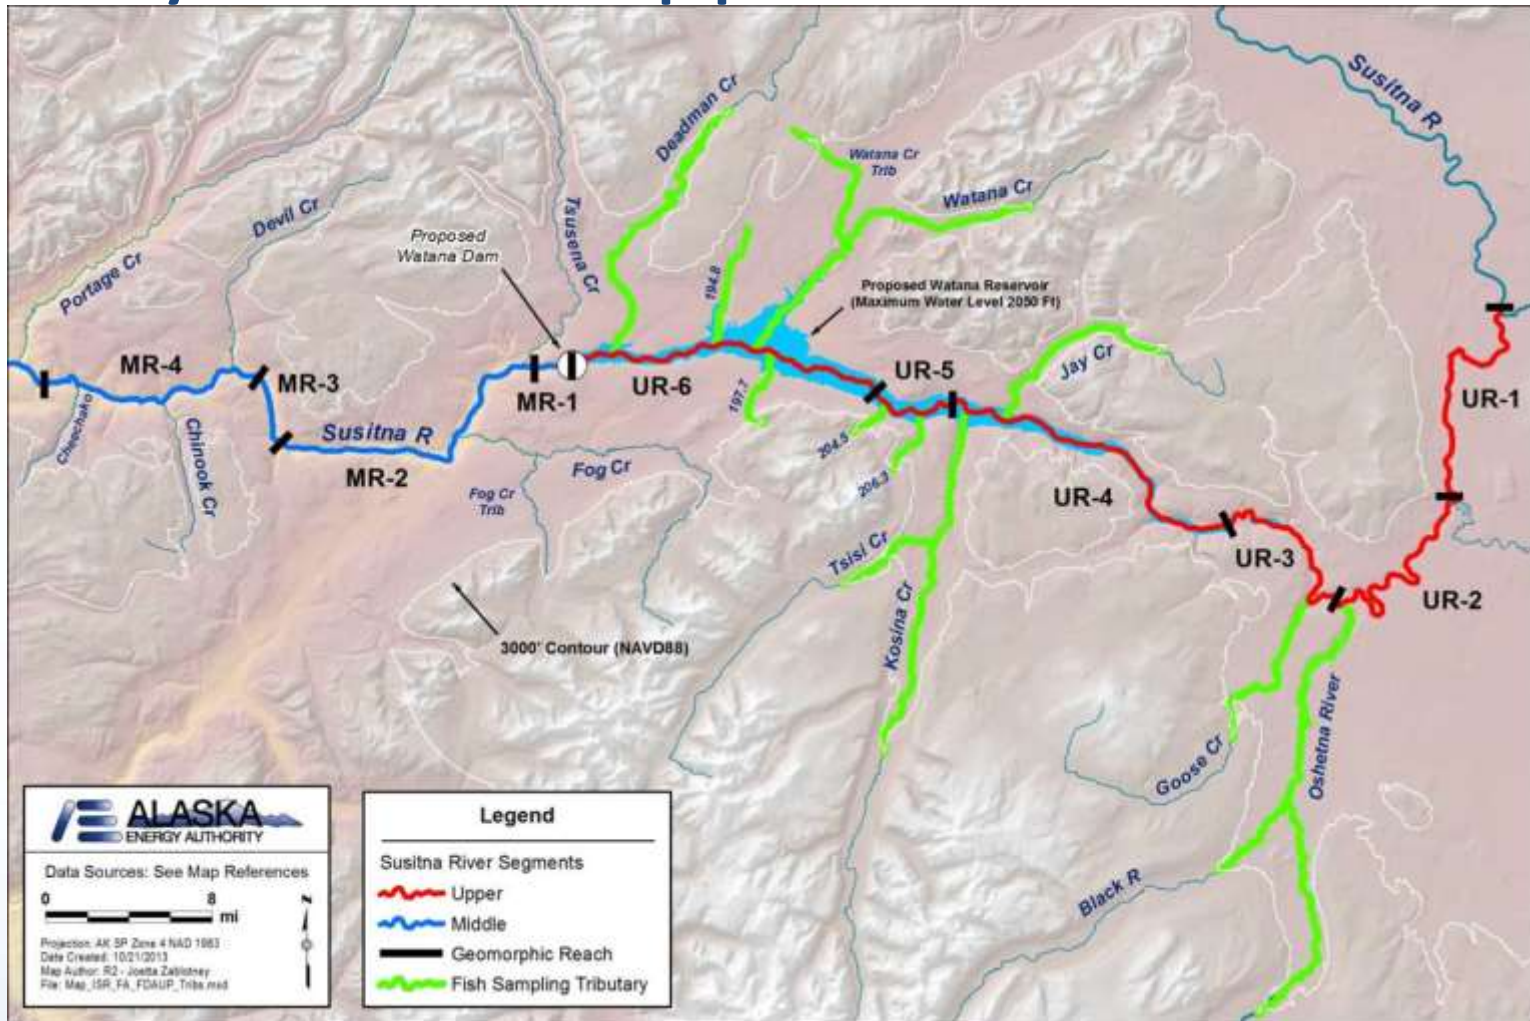 Susitna R
Deadman Cr
Watana Cr
Trib
Watana Cr
Devil Cr
Tsusena Cr
Proposed
Watana Dam
Portage Cr
194.8
Proposed Watana Reservoir
(Maximum Water Level 2050 Ft)
MR-4
MR-3
MR-1
UR-6
UR-5
Jay Cr
UR-1
Cheechako
Chinook Cr
Susitna R
MR-2
197.7
204.5
206.3
Fog Cr
Fog Cr
Trib
UR-4
UR-3
UR-2
Tsisi Cr
Kosina Cr
3000' Contour (NAVD88)
Goose Cr
Oshetna River
Black R
ALASKA
ENERGY AUTHORITY
Data Sources: See Map References
0 8
mi
N
Projection: AK SP Zone 4 NAD 1983
Date Created: 10/21/2013
Map Author: R2 - Joetta Zablotney
File: Map_ISR_FA_FDAUP_Tribs.mxd
Legend
Susitna River Segments
Upper
Middle
Geomorphic Reach
Fish Sampling Tributary